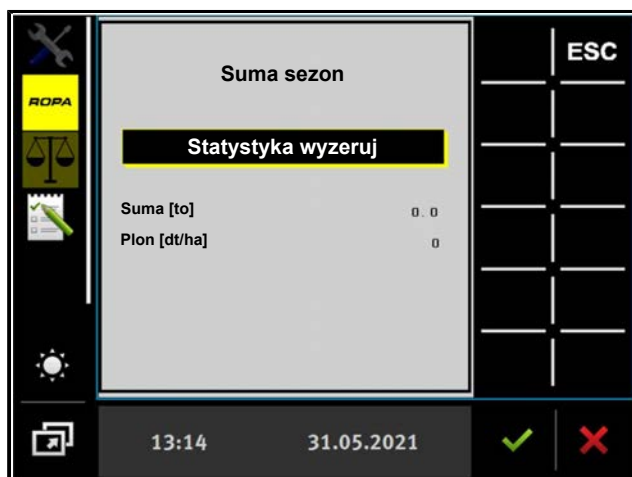 ESC
Suma sezon
ROPA
Statystyka wyzeruj
Suma [to] 0.0
Plon [dt/ha] 0
13:14 31.05.2021